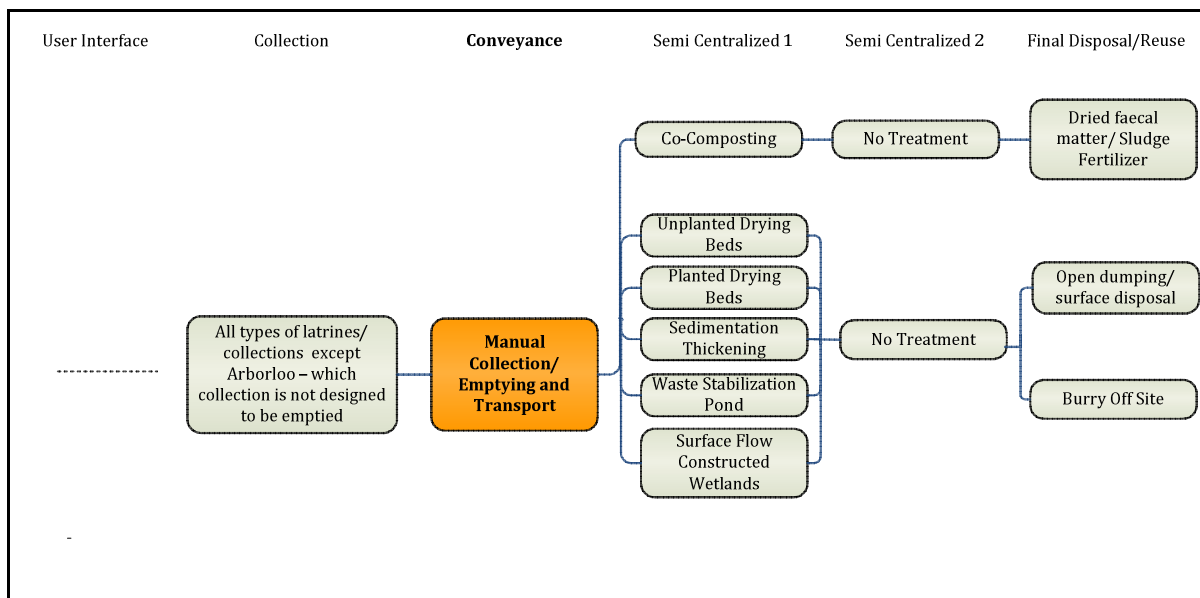 User Interface
Collection
Conveyance
Semi Centralized 1
Semi Centralized 2
Final Disposal/Reuse
Co-Composting
No Treatment
Dried faecal
matter/ Sludge
Fertilizer
Unplanted Drying
Beds
Planted Drying
Beds
Sedimentation
Thickening
Waste Stabilization
Pond
Surface Flow
Constructed
Wetlands
All types of latrines/
collections except
Arborloo – which
collection is not designed
to be emptied
Manual
Collection/
Emptying and
Transport
No Treatment
Open dumping/
surface disposal
Burry Off Site
-